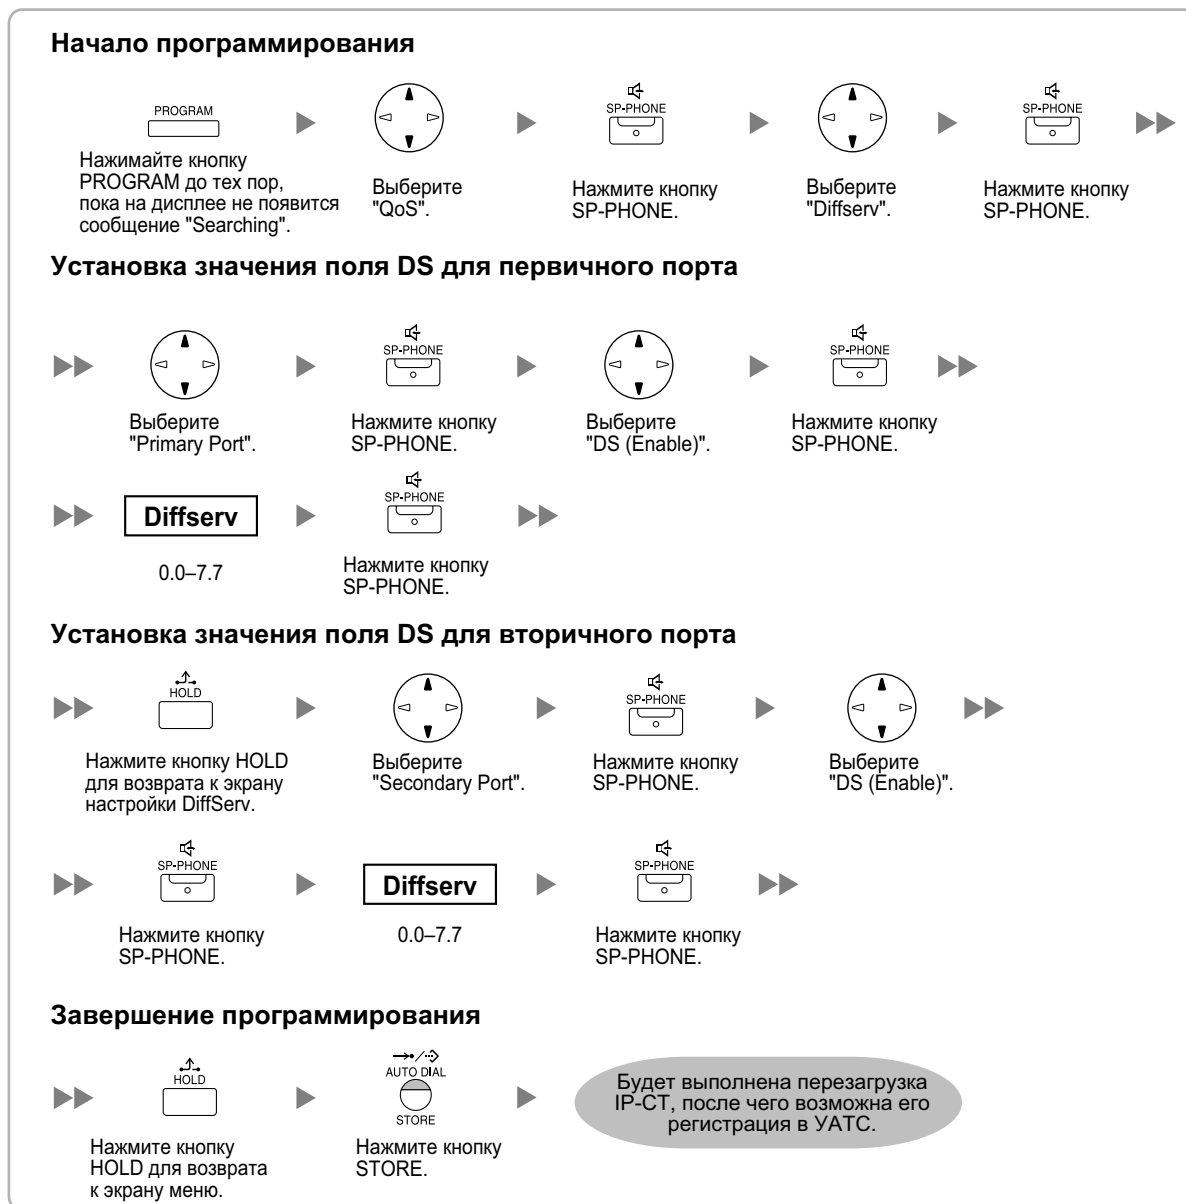 Начало программирования
PROGRAM
Нажимайте кнопку
PROGRAM до тех пор,
пока на дисплее не появится
сообщение "Searching".
Выберите
"QoS".
SP-PHONE
Нажмите кнопку
SP-PHONE.
Выберите
"Diffserv".
SP-PHONE
Нажмите кнопку
SP-PHONE.
Установка значения поля DS для первичного порта
Выберите
"Primary Port".
SP-PHONE
Нажмите кнопку
SP-PHONE.
Выберите
"DS (Enable)".
SP-PHONE
Нажмите кнопку
SP-PHONE.
Diffserv
0.0–7.7
SP-PHONE
Нажмите кнопку
SP-PHONE.
Установка значения поля DS для вторичного порта
HOLD
Нажмите кнопку HOLD
для возврата к экрану
настройки DiffServ.
Выберите
"Secondary Port".
SP-PHONE
Нажмите кнопку
SP-PHONE.
Выберите
"DS (Enable)".
SP-PHONE
Нажмите кнопку
SP-PHONE.
Diffserv
0.0–7.7
SP-PHONE
Нажмите кнопку
SP-PHONE.
Завершение программирования
HOLD
Нажмите кнопку
HOLD для возврата
к экрану меню.
AUTO DIAL
STORE
Нажмите кнопку
STORE.
Будет выполнена перезагрузка
IP-CT, после чего возможна его
регистрация в УАТС.